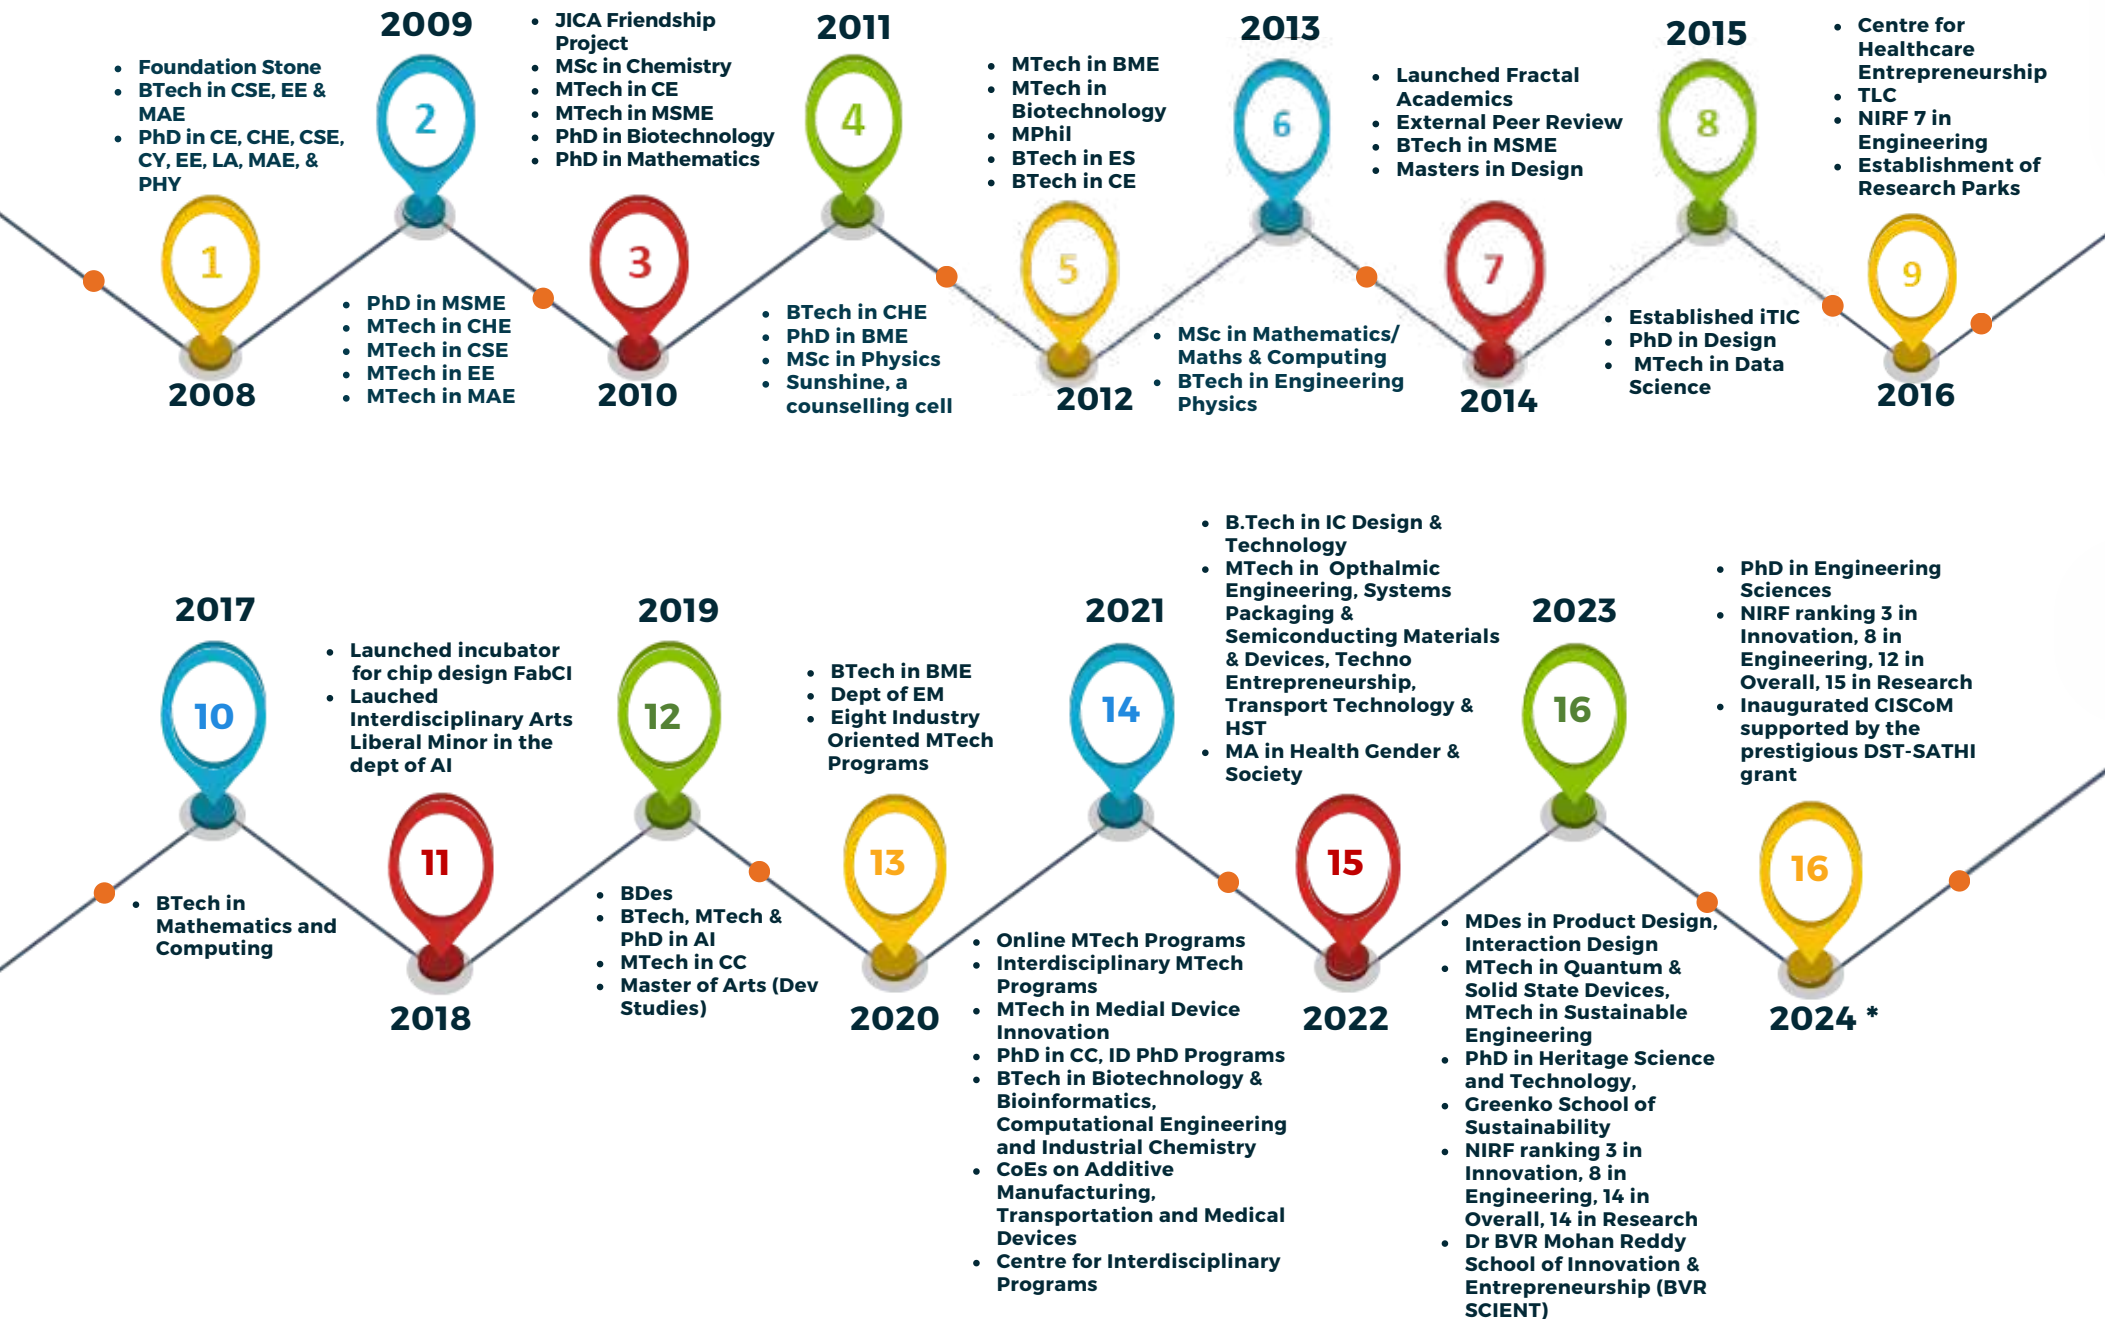 2008
1
• Foundation Stone
• BTech in CSE, EE &
MAE
• PhD in CE, CHE, CSE,
CY, EE, LA, MAE, &
PHY
2009
2
• PhD in MSME
• MTech in CHE
• MTech in CSE
• MTech in EE
• MTech in MAE
2010
3
• JICA Friendship
Project
• MSc in Chemistry
• MTech in CE
• MTech in MSME
• PhD in Biotechnology
• PhD in Mathematics
2011
4
• BTech in CHE
• PhD in BME
• MSc in Physics
• Sunshine, a
counselling cell
2012
5
• MTech in BME
• MTech in
Biotechnology
• MPhil
• BTech in ES
• BTech in CE
2013
6
• MSc in Mathematics/
Maths & Computing
• BTech in Engineering
Physics
2014
7
• Launched Fractal
Academics
• External Peer Review
• BTech in MSME
• Masters in Design
2015
8
• Established iTIC
• PhD in Design
• MTech in Data
Science
2016
9
• Centre for
Healthcare
Entrepreneurship
• TLC
• NIRF 7 in
Engineering
• Establishment of
Research Parks
2017
10
• BTech in
Mathematics and
Computing
2018
11
• Launched incubator
for chip design FabCI
• Lauched
Interdisciplinary Arts
Liberal Minor in the
dept of AI
2019
12
• BDes
• BTech, MTech &
PhD in AI
• MTech in CC
• Master of Arts (Dev
Studies)
2020
13
• BTech in BME
• Dept of EM
• Eight Industry
Oriented MTech
Programs
2021
14
• Online MTech Programs
• Interdisciplinary MTech
Programs
• MTech in Medial Device
Innovation
• PhD in CC, ID PhD Programs
• BTech in Biotechnology &
Bioinformatics,
Computational Engineering
and Industrial Chemistry
• CoEs on Additive
Manufacturing,
Transportation and Medical
Devices
• Centre for Interdisciplinary
Programs
2022
15
• B.Tech in IC Design &
Technology
• MTech in Opthalmic
Engineering, Systems
Packaging &
Semiconducting Materials
& Devices, Techno
Entrepreneurship,
Transport Technology &
HST
• MA in Health Gender &
Society
2023
16
• MDes in Product Design,
Interaction Design
• MTech in Quantum &
Solid State Devices,
MTech in Sustainable
Engineering
• PhD in Heritage Science
and Technology,
• Greenko School of
Sustainability
• NIRF ranking 3 in
Innovation, 8 in
Engineering, 14 in
Overall, 14 in Research
• Dr BVR Mohan Reddy
School of Innovation &
Entrepreneurship (BVR
SCIENT)
2024 *
16
• PhD in Engineering
Sciences
• NIRF ranking 3 in
Innovation, 8 in
Engineering, 12 in
Overall, 15 in Research
• Inaugurated CISCoM
supported by the
prestigious DST-SATHI
grant